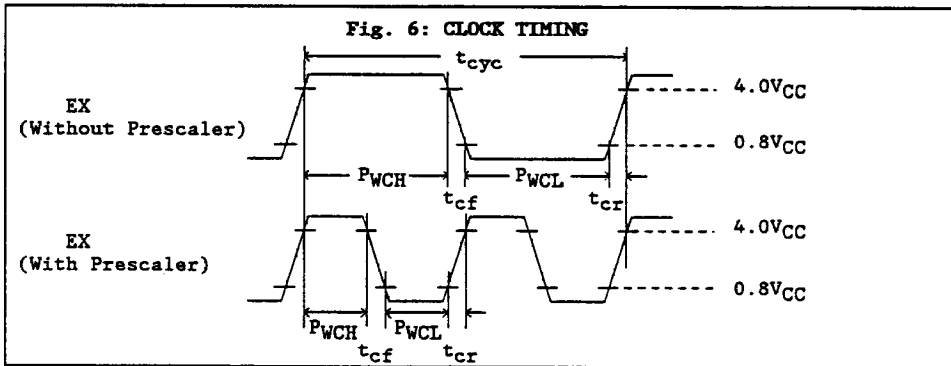 Fig. 6: CLOCK TIMING
tcyc
EX
(Without Prescaler)
4.0VCC
0.8VCC
PWCH
PWCL
tcf
tcr
EX
(With Prescaler)
4.0VCC
0.8VCC
PWCH
PWCL
tcf
tcr